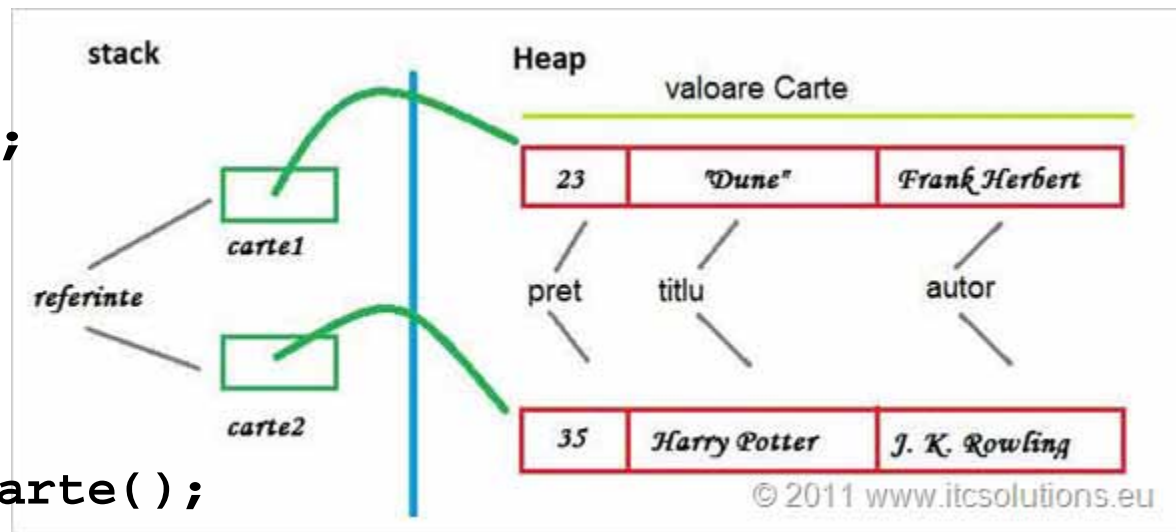 stack
Heap
valoare Carte
;
23 "Dune" Frank Herbert
carte1
referinte
pret titlu autor
carte2
35 Harry Potter J. K. Rowling
arte();
© 2011 www.itcsolutions.eu